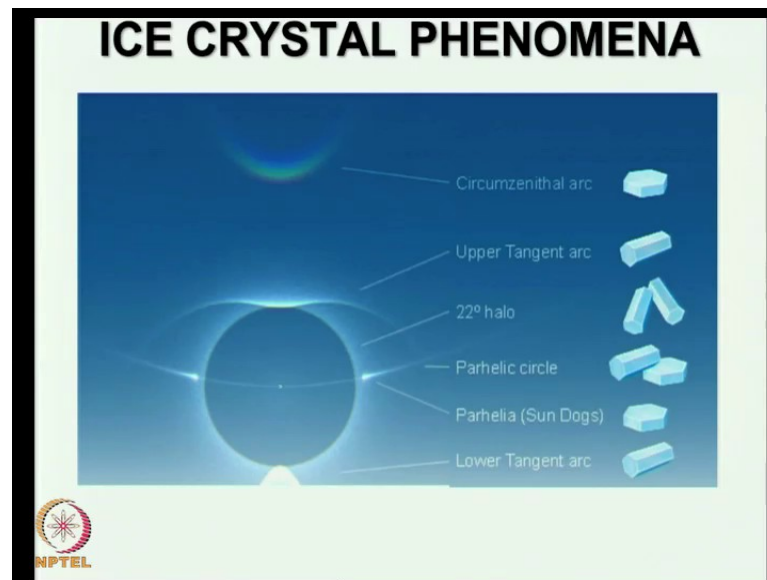 ICE CRYSTAL PHENOMENA
Circumzenithal arc
Upper Tangent arc
22º halo
Parhelic circle
Parhelia (Sun Dogs)
Lower Tangent arc
NPTEL